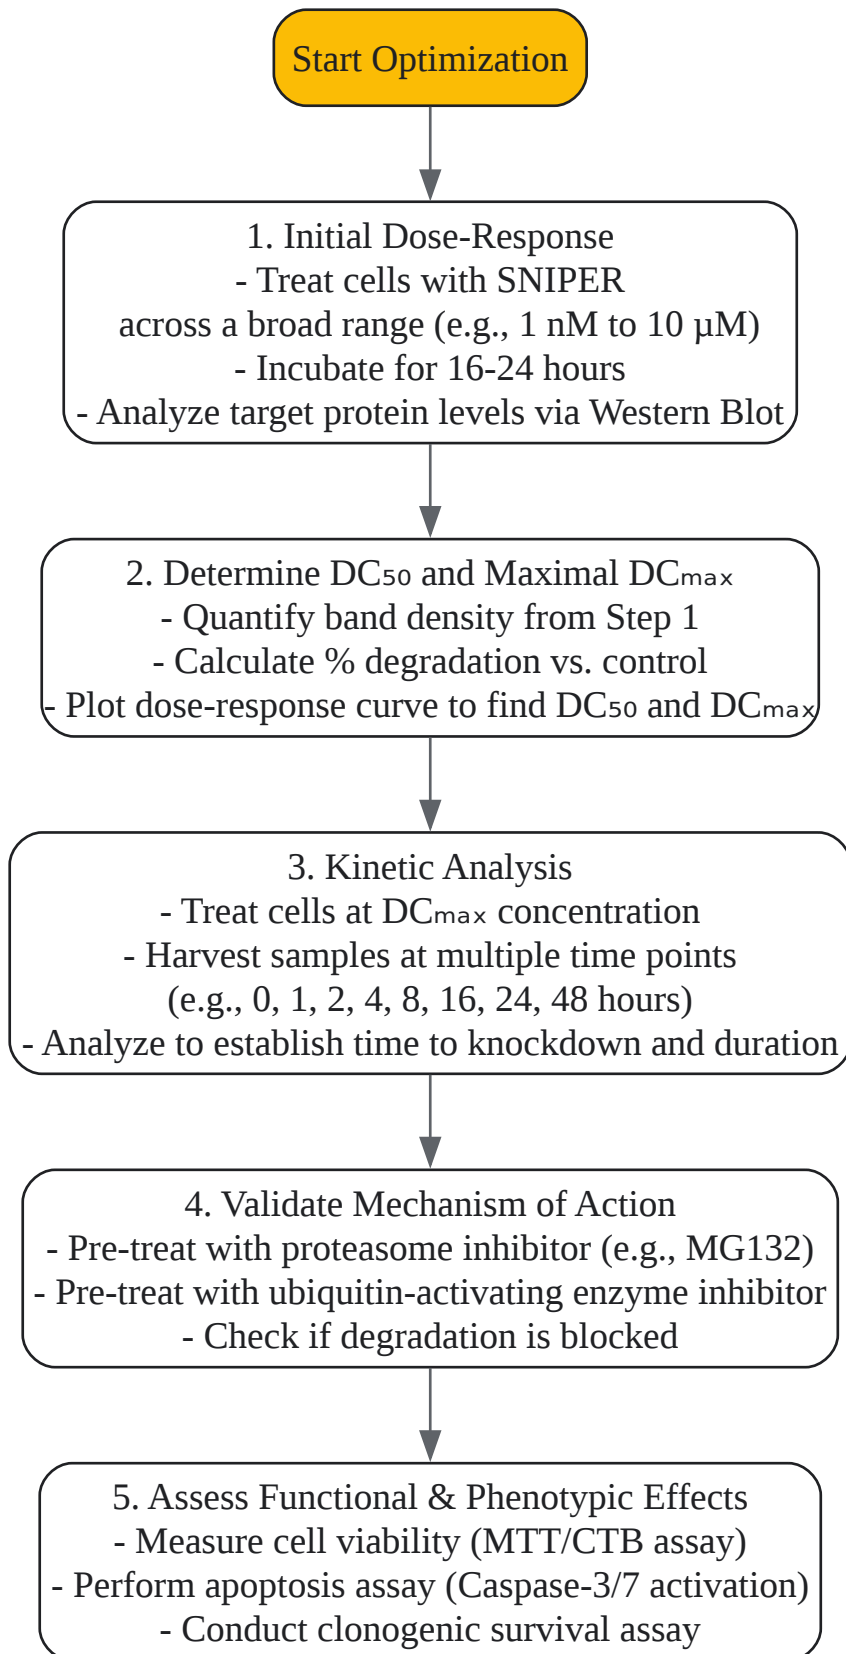 Start Optimization
1. Initial Dose-Response
- Treat cells with SNIPER
across a broad range (e.g., 1 nM to 10 µM)
- Incubate for 16-24 hours
- Analyze target protein levels via Western Blot
2. Determine DC₅₀ and Maximal DCₘₐₓ
- Quantify band density from Step 1
- Calculate % degradation vs. control
- Plot dose-response curve to find DC₅₀ and DCₘₐₓ
3. Kinetic Analysis
- Treat cells at DCₘₐₓ concentration
- Harvest samples at multiple time points
(e.g., 0, 1, 2, 4, 8, 16, 24, 48 hours)
- Analyze to establish time to knockdown and duration
4. Validate Mechanism of Action
- Pre-treat with proteasome inhibitor (e.g., MG132)
- Pre-treat with ubiquitin-activating enzyme inhibitor
- Check if degradation is blocked
5. Assess Functional & Phenotypic Effects
- Measure cell viability (MTT/CTB assay)
- Perform apoptosis assay (Caspase-3/7 activation)
- Conduct clonogenic survival assay